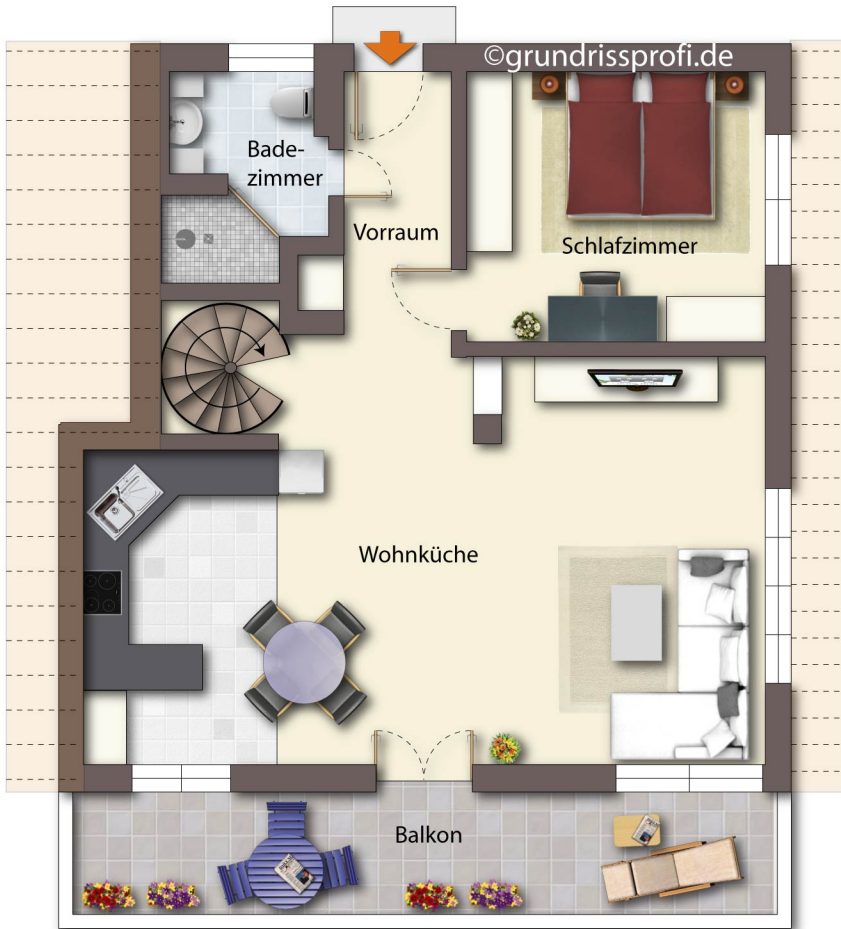 ©grundrissprofi.de
Bade-
zimmer
Vorraum
Schlafzimmer
Wohnküche
Balkon